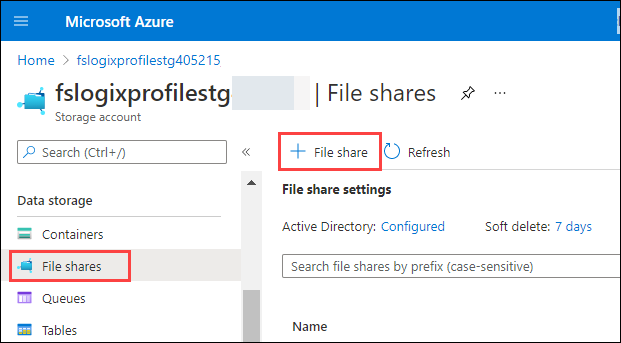 Microsoft Azure
Home > fslogixprofilestg405215
fslogixprofilestg | File shares
Storage account
Search (Ctrl+/)
«
+ File share
Refresh
File share settings
Active Directory: Configured
Soft delete: 7 days
Search file shares by prefix (case-sensitive)
Name
Data storage
Containers
File shares
Queues
Tables